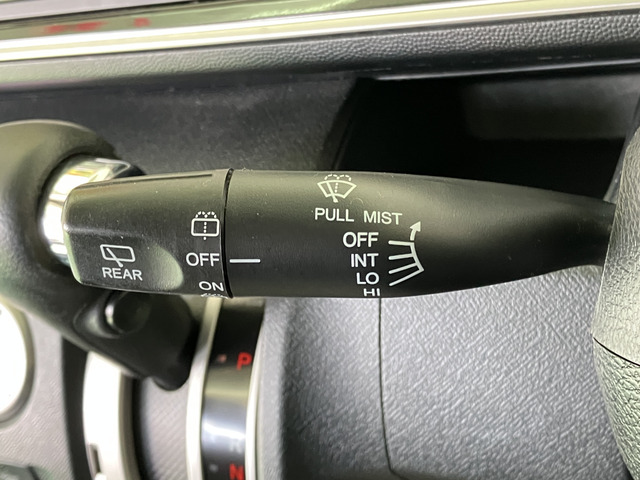 PULL MIST
OFF
INT
LO
HI
REAR
OFF
ON
P
N